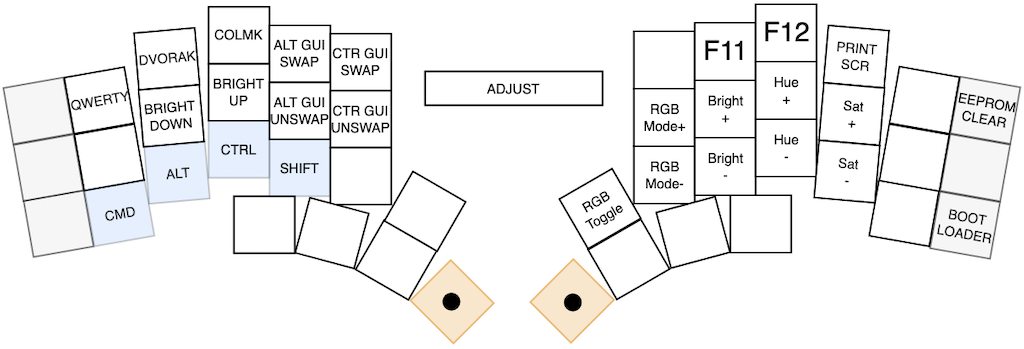 QWERTY
DVORAK
COLMK
ALT GUI
SWAP
CTR GUI
SWAP
BRIGHT
DOWN
BRIGHT
UP
ALT GUI
UNSWAP
CTR GUI
UNSWAP
CMD
ALT
CTRL
SHIFT
ADJUST
F11
F12
PRINT
SCR
EEPROM
CLEAR
RGB
Mode+
Bright
+
Hue
+
Sat
+
RGB
Mode-
Bright
-
Hue
-
Sat
-
BOOT
LOADER
RGB
Toggle